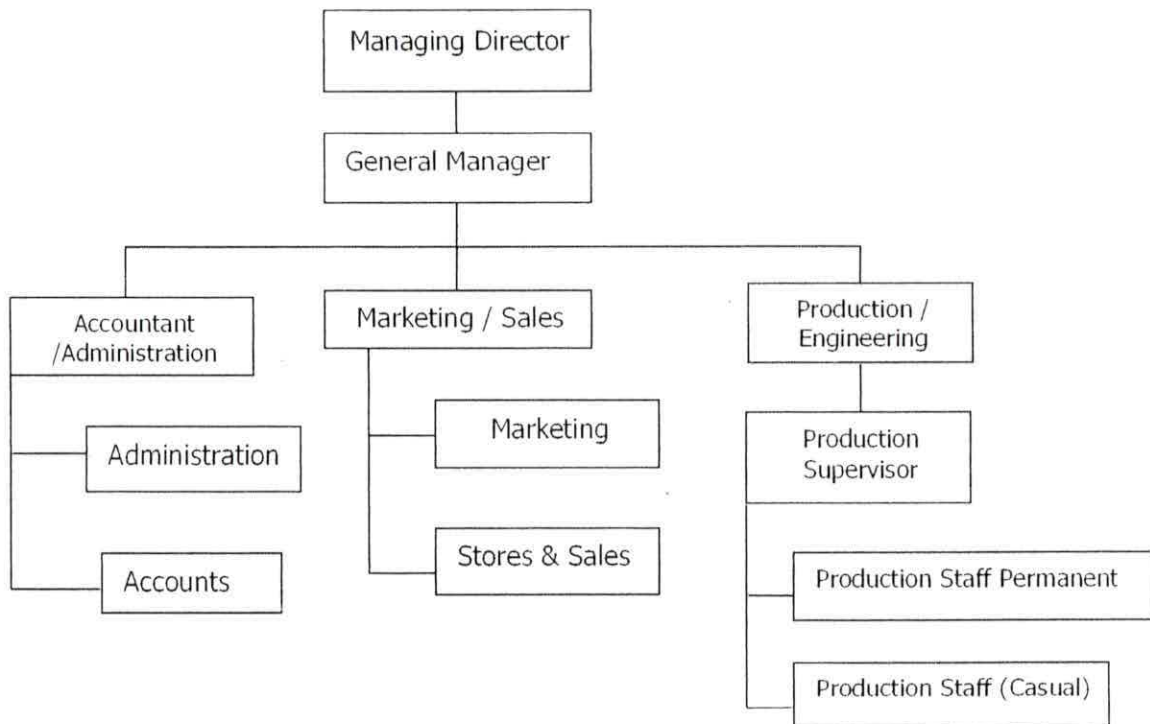 Managing Director
General Manager
Accountant
/Administration
Marketing / Sales
Production /
Engineering
Administration
Marketing
Production
Supervisor
Accounts
Stores & Sales
Production Staff Permanent
Production Staff (Casual)